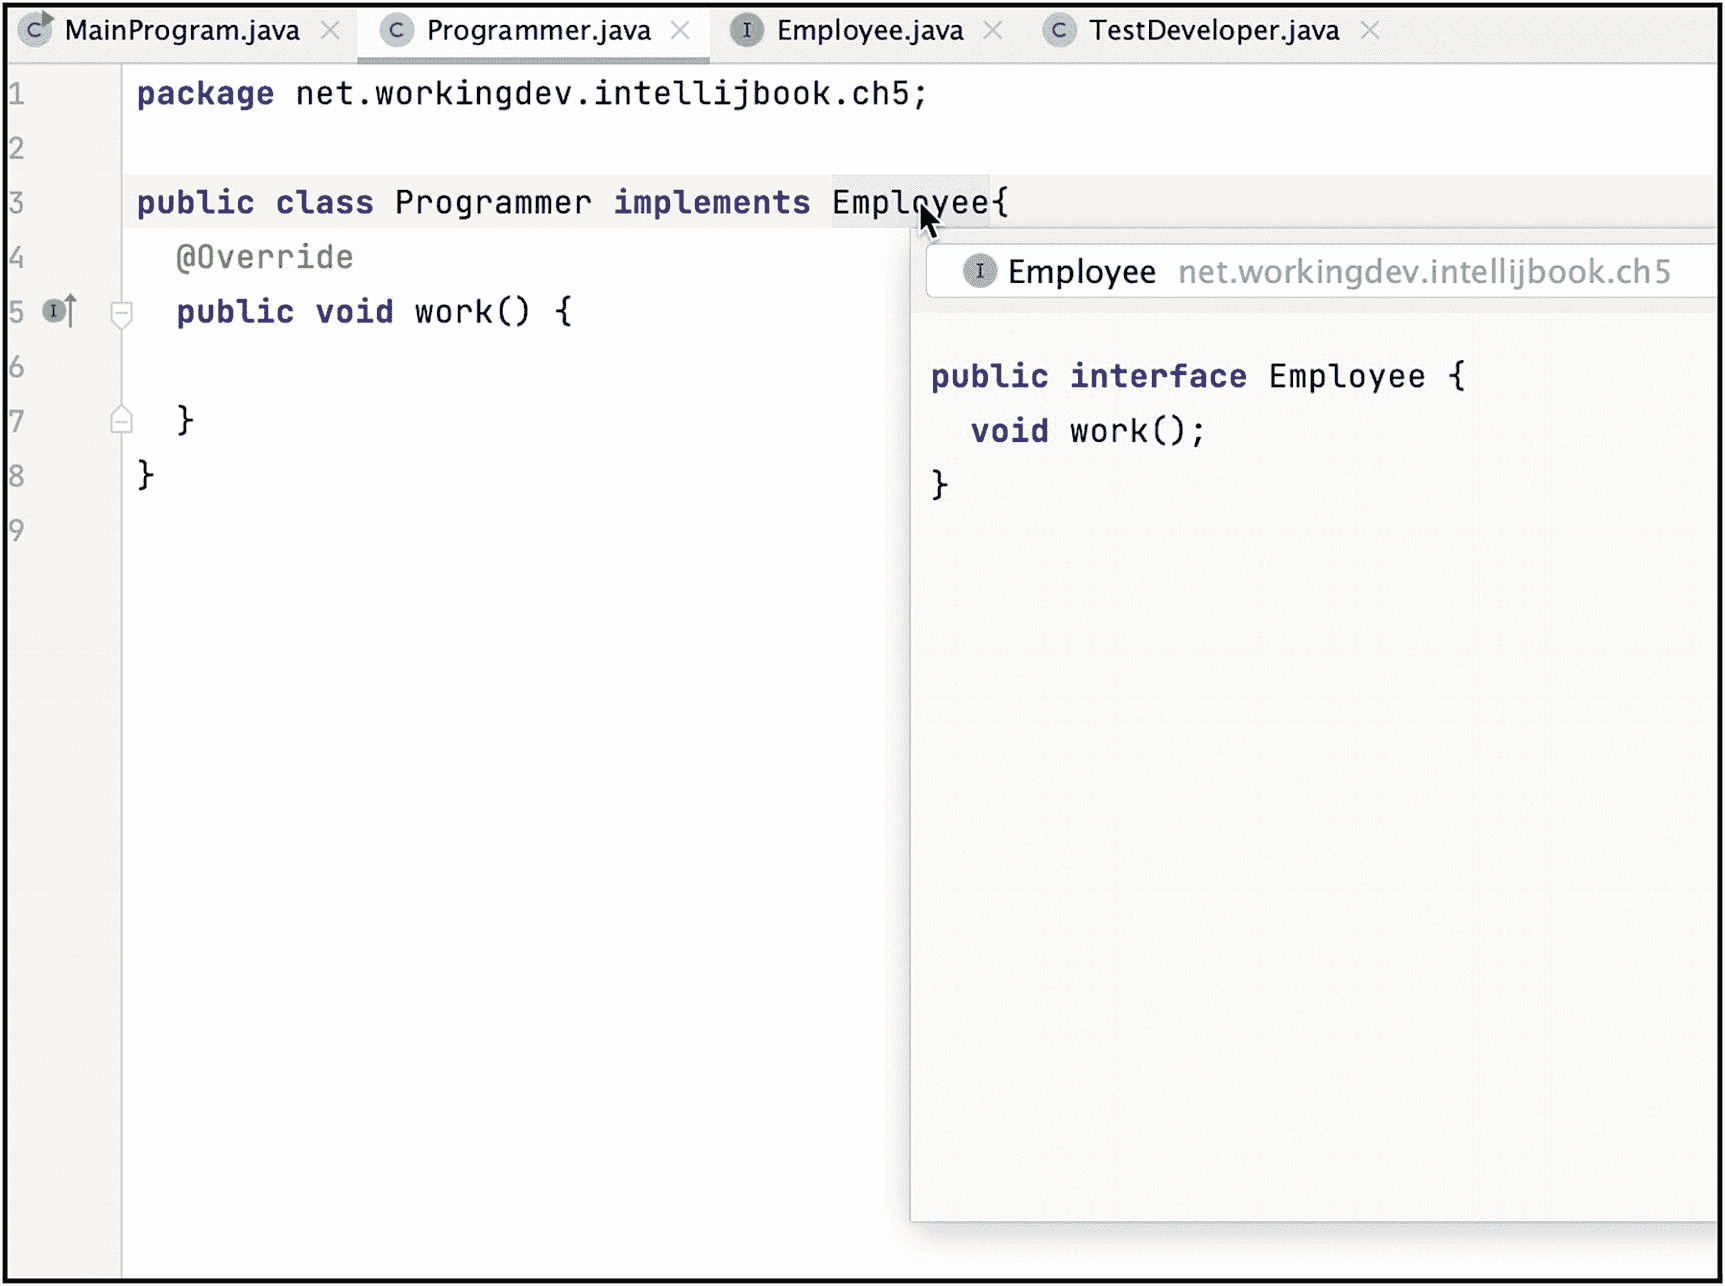 MainProgram.java Programmer.java Employee.java TestDeveloper.java
1 package net.workingdev.intellijbook.ch5;
2
3 public class Programmer implements Employee{
4 @Override
5 public void work() {
6
7 }
8 }
9
Employee net.workingdev.intellijbook.ch5
public interface Employee {
void work();
}